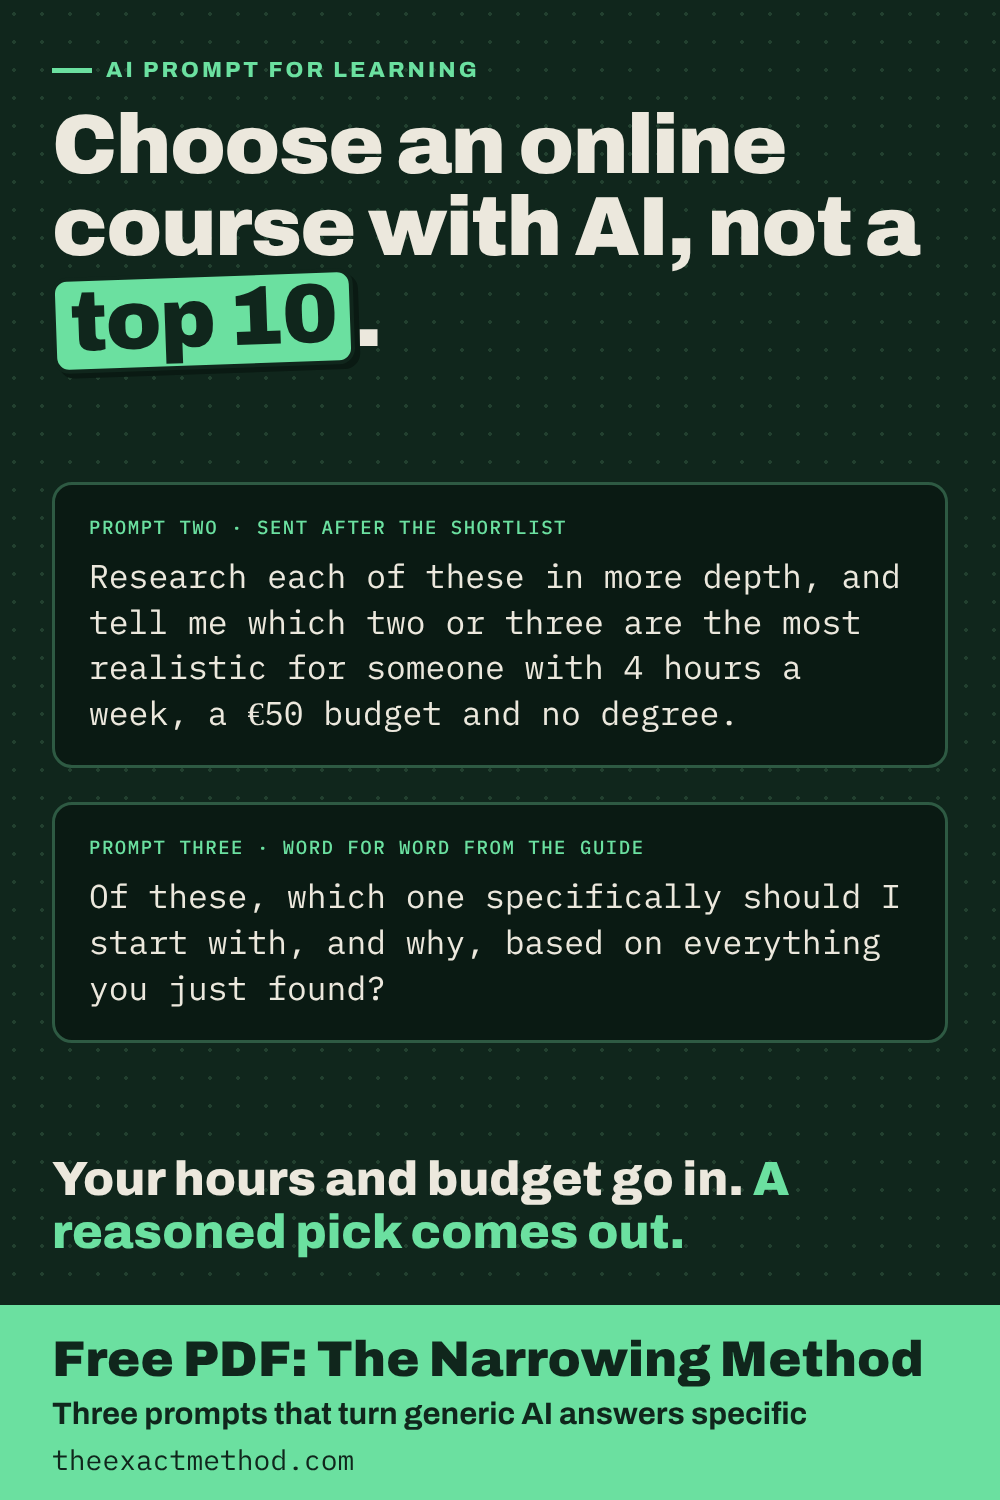 AI PROMPT FOR LEARNING
Choose an online
course with AI, not a
top 10.
PROMPT TWO · SENT AFTER THE SHORTLIST
Research each of these in more depth, and
tell me which two or three are the most
realistic for someone with 4 hours a
week, a €50 budget and no degree.
PROMPT THREE · WORD FOR WORD FROM THE GUIDE
Of these, which one specifically should I
start with, and why, based on everything
you just found?
Your hours and budget go in. A
reasoned pick comes out.
Free PDF: The Narrowing Method
Three prompts that turn generic AI answers specific
theexactmethod.com